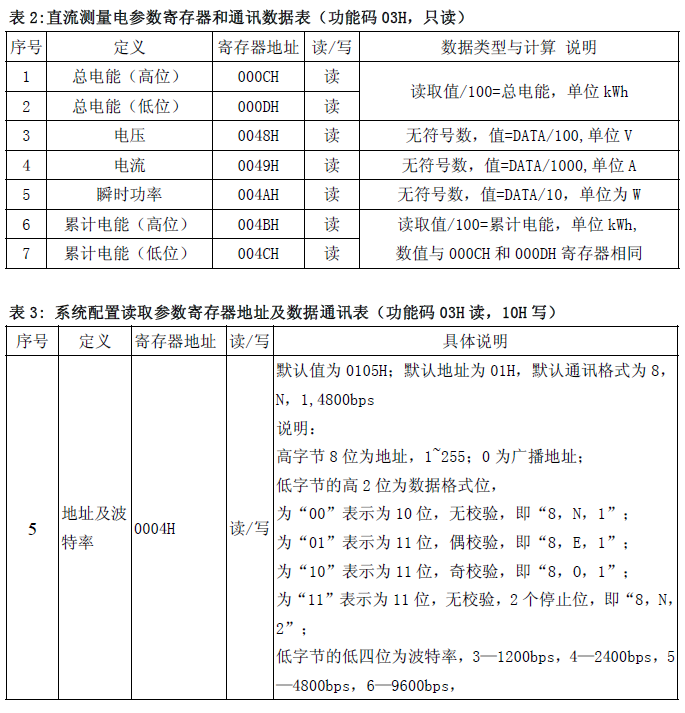 表 2:直流测量电参数寄存器和通讯数据表（功能码 03H，只读）
序号 定义 寄存器地址 读/写 数据类型与计算 说明
1 总电能（高位） 000CH 读 读取值/100=总电能，单位 kWh
2 总电能（低位） 000DH 读
3 电压 0048H 读 无符号数，值=DATA/100,单位 V
4 电流 0049H 读 无符号数，值=DATA/1000,单位 A
5 瞬时功率 004AH 读 无符号数，值=DATA/10，单位为 W
6 累计电能（高位） 004BH 读 读取值/100=累计电能，单位 kWh,
7 累计电能（低位） 004CH 读 数值与 000CH 和 000DH 寄存器相同
表 3: 系统配置读取参数寄存器地址及数据通讯表（功能码 03H 读，10H 写）
序号 定义 寄存器地址 读/写 具体说明
5 地址及波特率 0004H 读/写 默认值为 0105H；默认地址为 01H，默认通讯格式为 8，
N，1,4800bps
说明：
高字节 8 位为地址，1~255；0 为广播地址；
低字节的高 2 位为数据格式位，
为“00”表示为 10 位，无校验，即“8，N，1”；
为“01”表示为 11 位，偶校验，即“8，E，1”；
为“10”表示为 11 位，奇校验，即“8，O，1”；
为“11”表示为 11 位，无校验，2 个停止位，即“8，N，
2”；
低字节的低四位为波特率，3—1200bps，4—2400bps，5
—4800bps，6—9600bps，